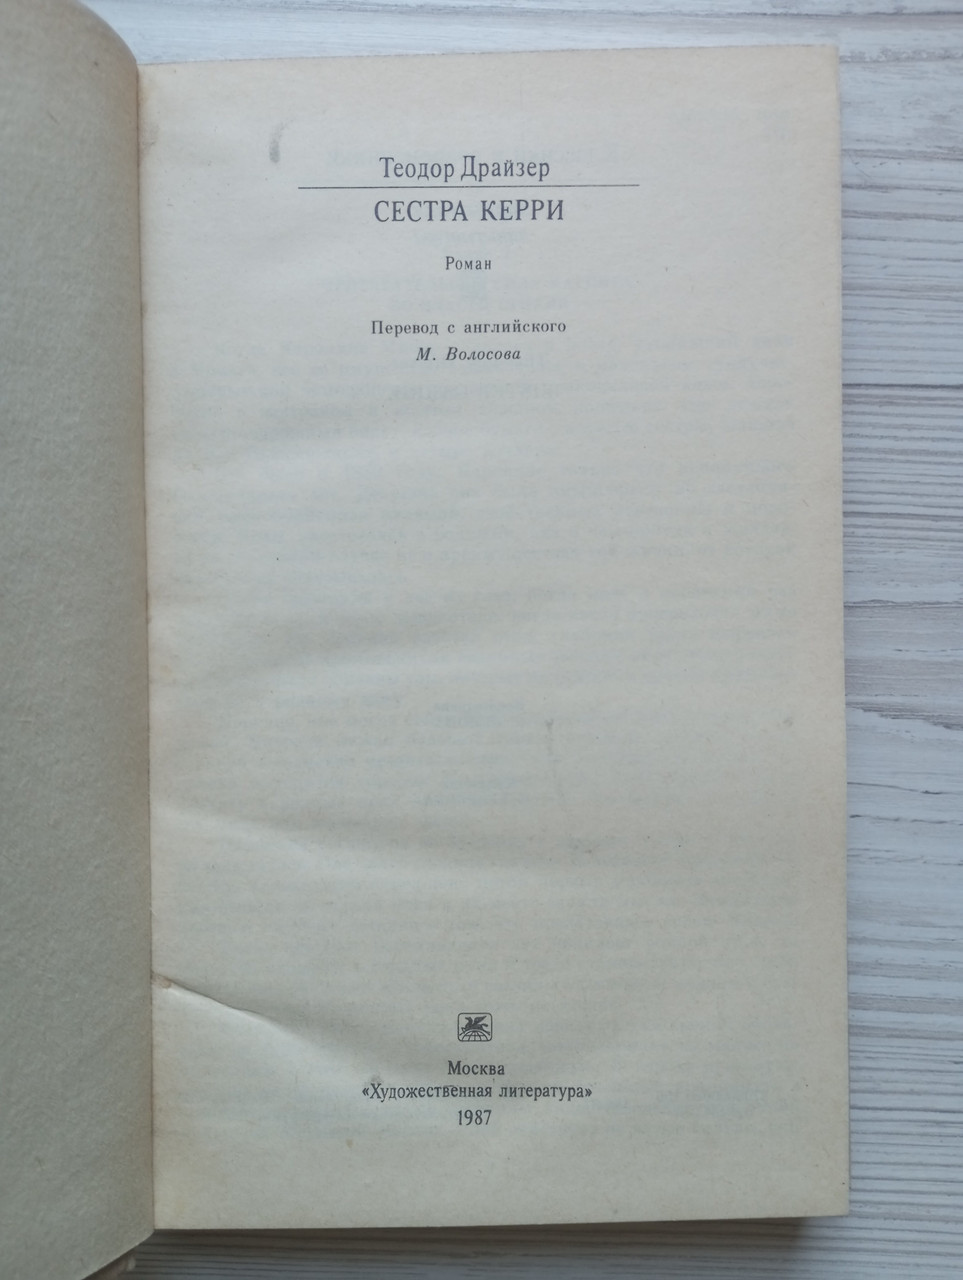 Теодор Драйзер
СЕСТРА КЕРРИ
Роман
Перевод с английского
М. Волосова
Москва
«Художественная литература»
1987